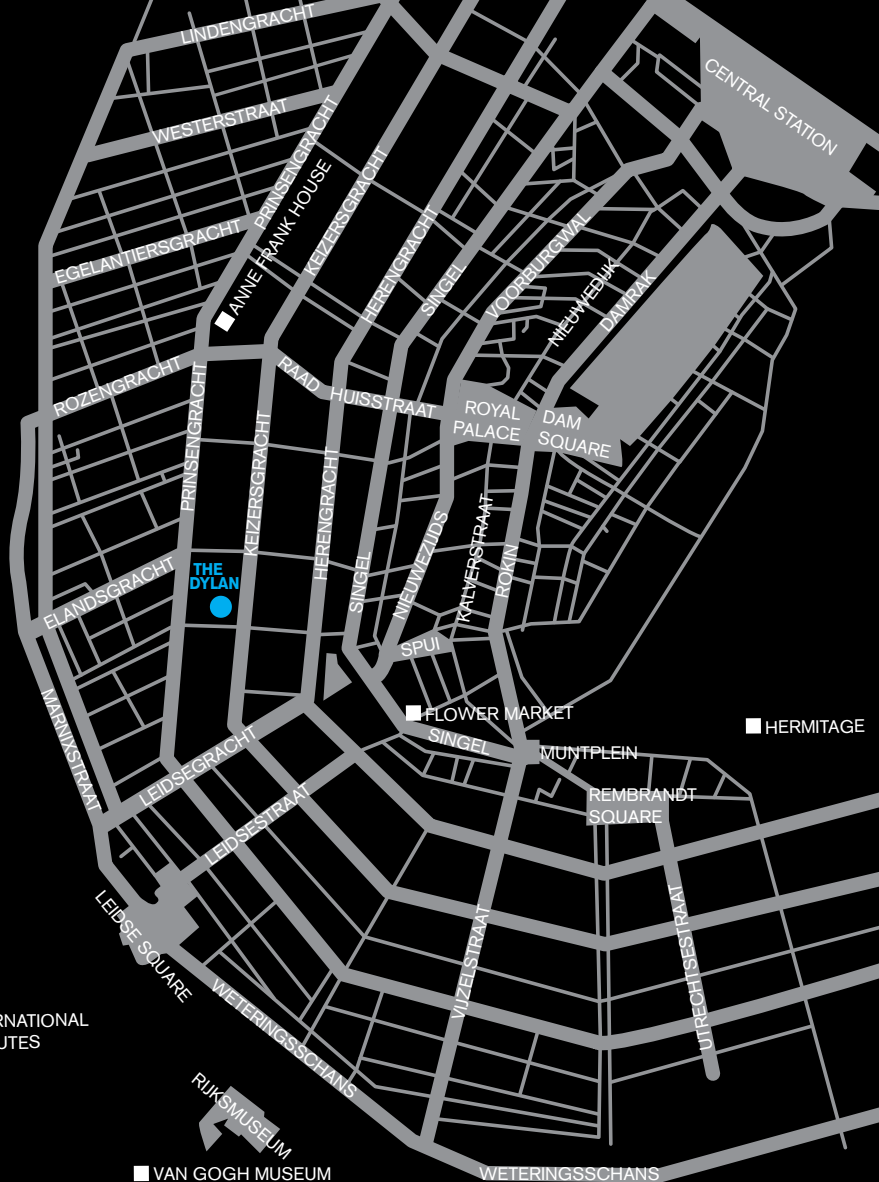 LINDENGRACHT
CENTRAL STATION
WESTERSTRAAT
PRINSENGRACHT
ANNE FRANK HOUSE
KEIZERSGRACHT
HERENGRACHT
SINGEL
VOORBURGWAL
NIEUWEDIJK
DAMRAK
EGELANTIERSGRACHT
ROZENGRACHT
RAAD HUISSTRAAT
ROYAL
PALACE
DAM
SQUARE
PRINSENGRACHT
KEIZERSGRACHT
HERENGRACHT
SINGEL
NIEUWEZIJDS
KALVERSTRAAT
ROKIN
THE
DYLAN
ELANDSGRACHT
SPUI
MARNIXSTRAAT
FLOWER MARKET
HERMITAGE
SINGEL
MUNTPLEIN
LEIDSEGRACHT
REMBRANDT
SQUARE
LEIDSESTRAAT
LEIDSE SQUARE
VIJZELSTRAAT
UTRECHTSESTRAAT
WETERINGSSCHANS
RNATIONAL
UTES
RIJKSMUSEUM
VAN GOGH MUSEUM
WETERINGSSCHANS